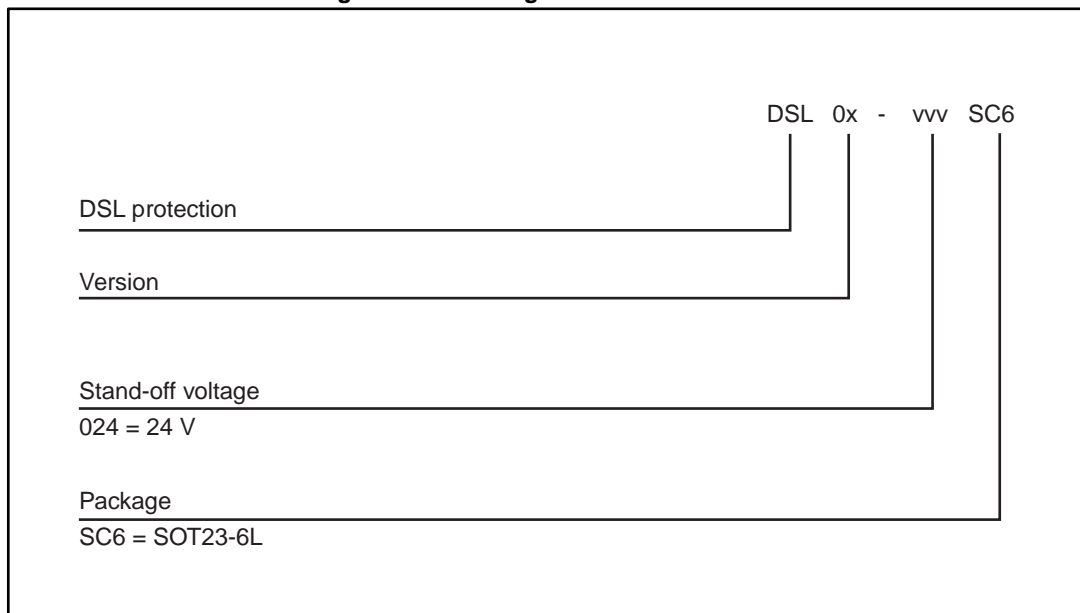 DSL 0x - vvv SC6
DSL protection
Version
Stand-off voltage
024 = 24 V
Package
SC6 = SOT23-6L